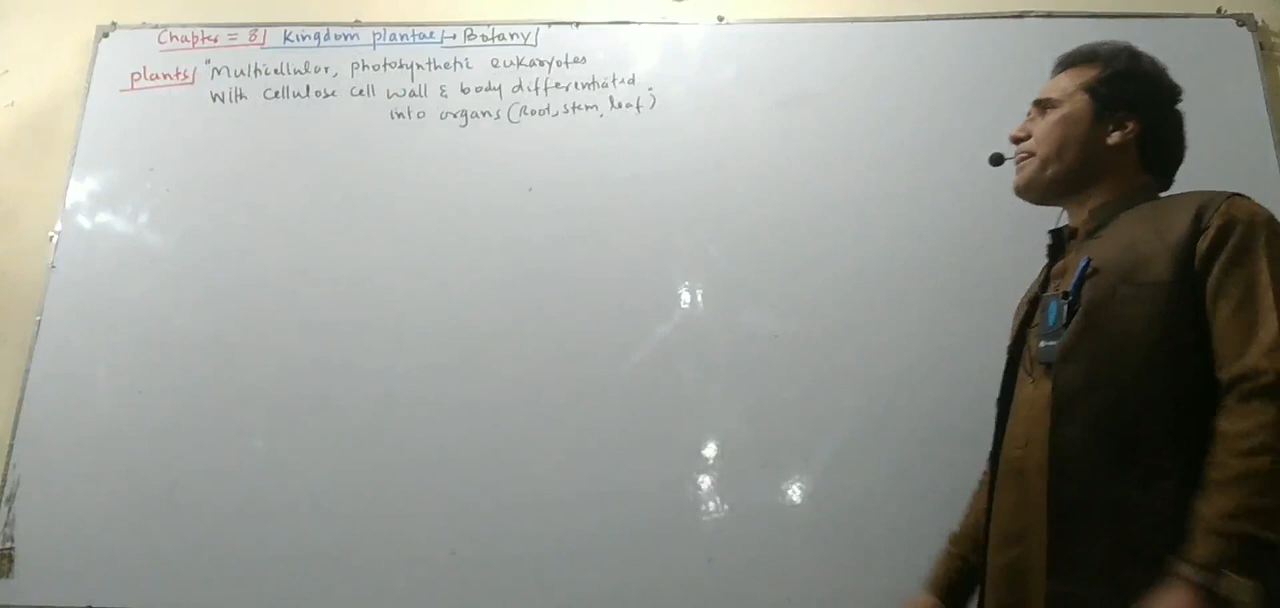 Chapter = 8/ Kingdom plantae/→ Botany/
plants/ "Multicellular, photosynthetic eukaryotes
With cellulose cell wall & body differentiated
into organs (Root, stem, leaf)"